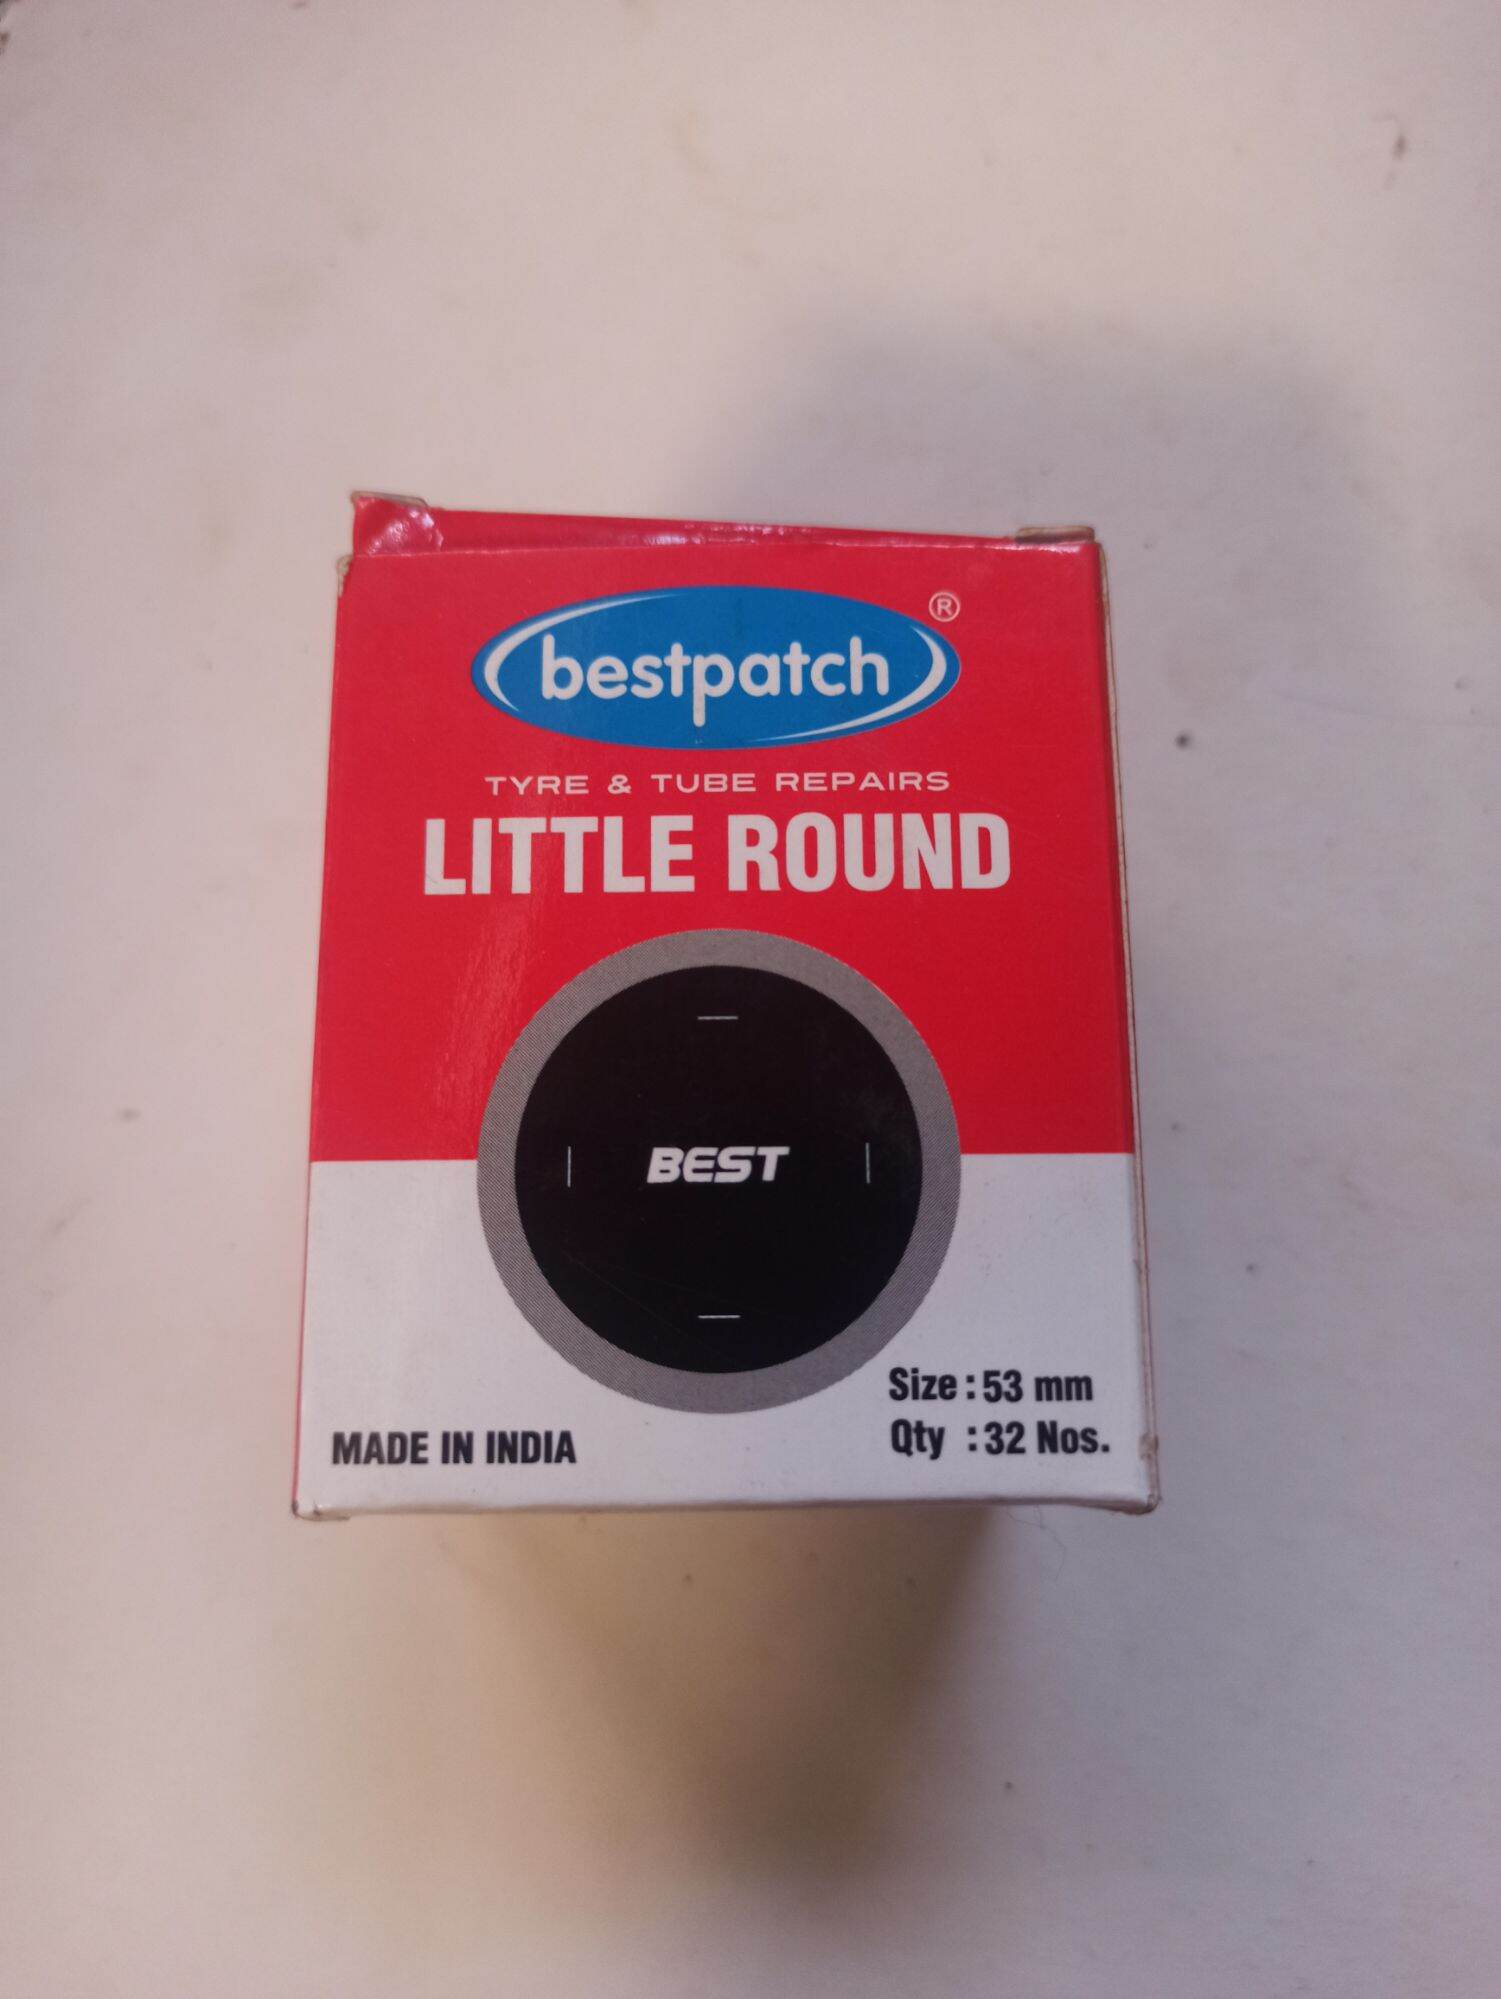 bestpatch ®
TYRE & TUBE REPAIRS
LITTLE ROUND
BEST
Size : 53 mm
Qty : 32 Nos.
MADE IN INDIA